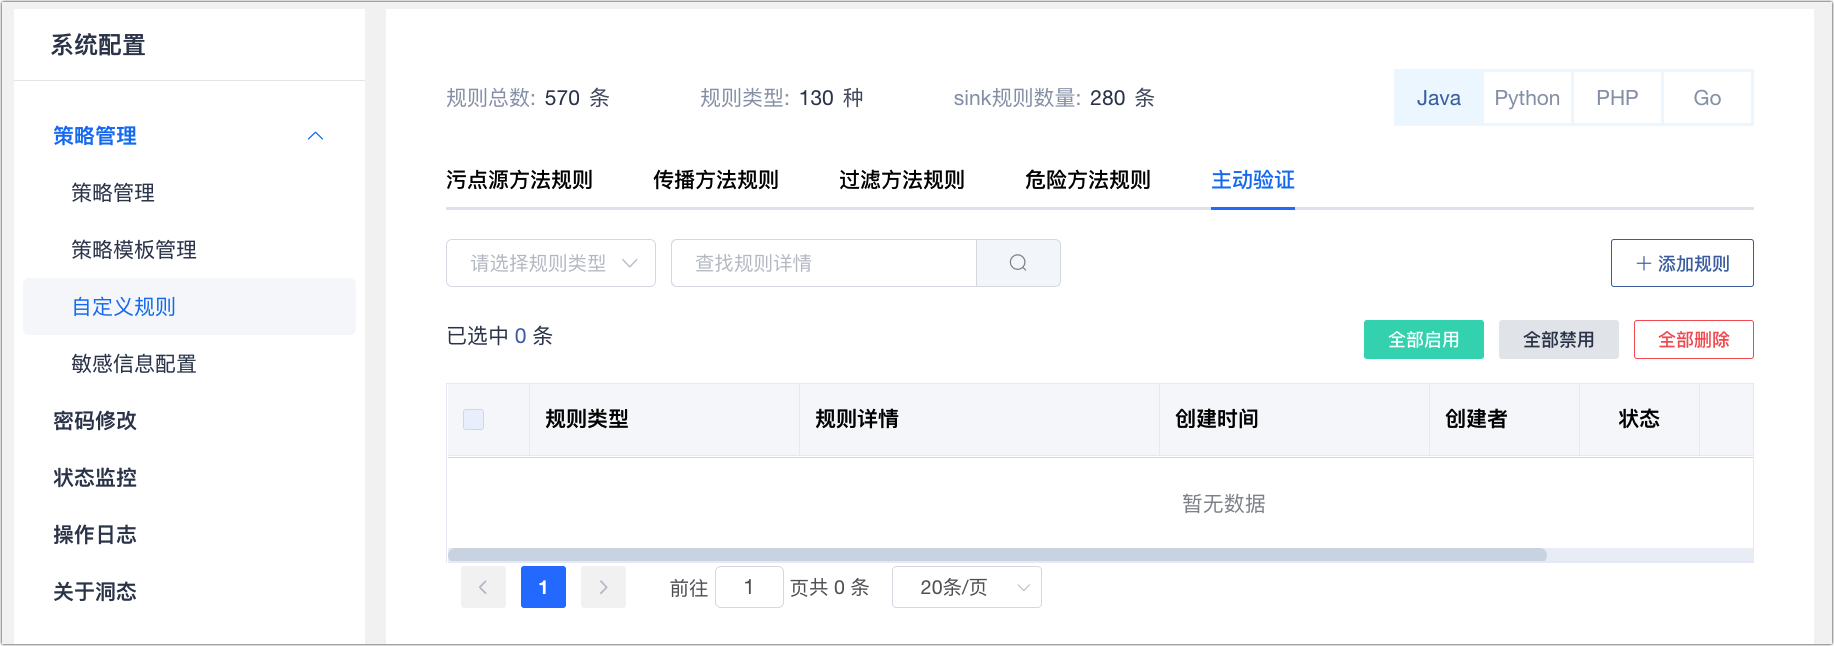 系统配置
策略管理
策略管理
策略模板管理
自定义规则
敏感信息配置
密码修改
状态监控
操作日志
关于洞态
规则总数: 570 条 规则类型: 130 种 sink规则数量: 280 条
Java Python PHP Go
污点源方法规则 传播方法规则 过滤方法规则 危险方法规则 主动验证
请选择规则类型 查找规则详情 添加规则
已选中 0 条 全部启用 全部禁用 全部删除
规则类型 规则详情 创建时间 创建者 状态
暂无数据
1 前往 1 页共 0 条 20条/页